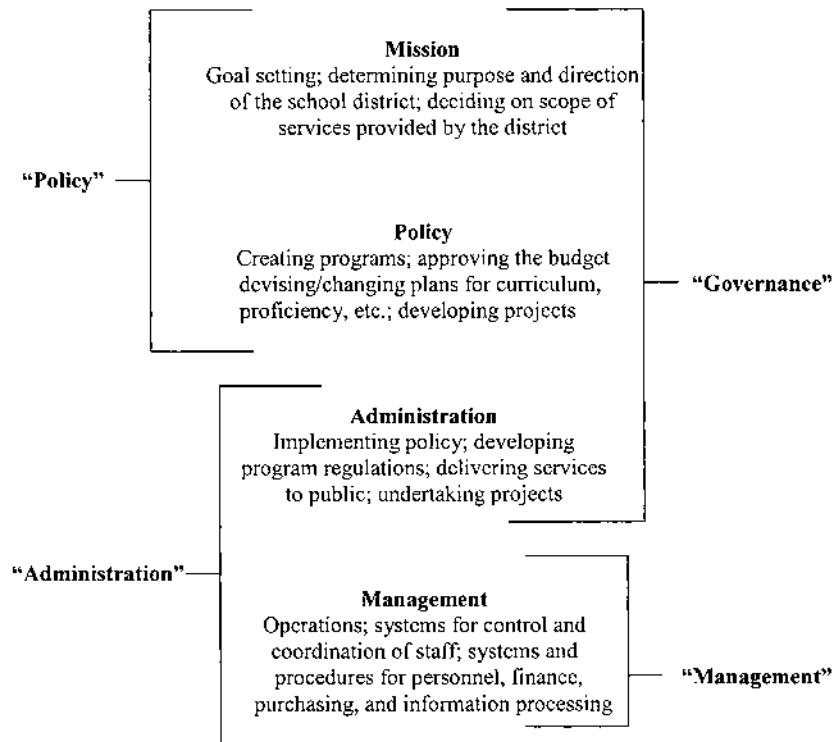 Mission
Goal setting; determining purpose and direction
of the school district; deciding on scope of
services provided by the district
“Policy”
Policy
Creating programs; approving the budget
devising/changing plans for curriculum,
proficiency, etc.; developing projects
“Governance”
Administration
Implementing policy; developing
program regulations; delivering services
to public; undertaking projects
“Administration”
Management
Operations; systems for control and
coordination of staff; systems and
procedures for personnel, finance,
purchasing, and information processing
“Management”